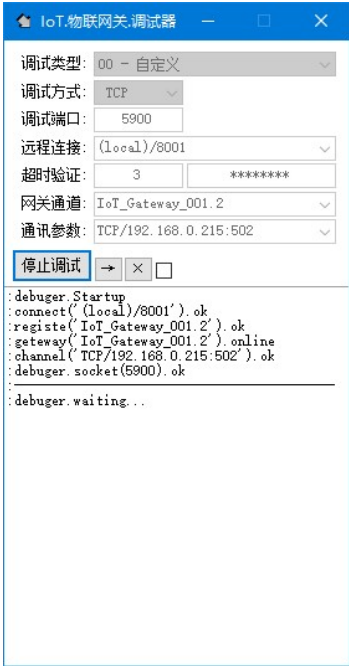 IoT.物联网关.调试器
调试类型: 00 - 自定义
调试方式: TCP
调试端口: 5900
远程连接: (local)/8001
超时验证: 3 ********
网关通道: IoT_Gateway_001.2
通讯参数: TCP/192.168.0.215:502
停止调试 → ×
:debuger.Startup
:connect('(local)/8001').ok
:registe('IoT_Gateway_001.2').ok
:geteway('IoT_Gateway_001.2').online
:channel('TCP/192.168.0.215:502').ok
:debuger.socket(5900).ok
:
:debuger.waiting...